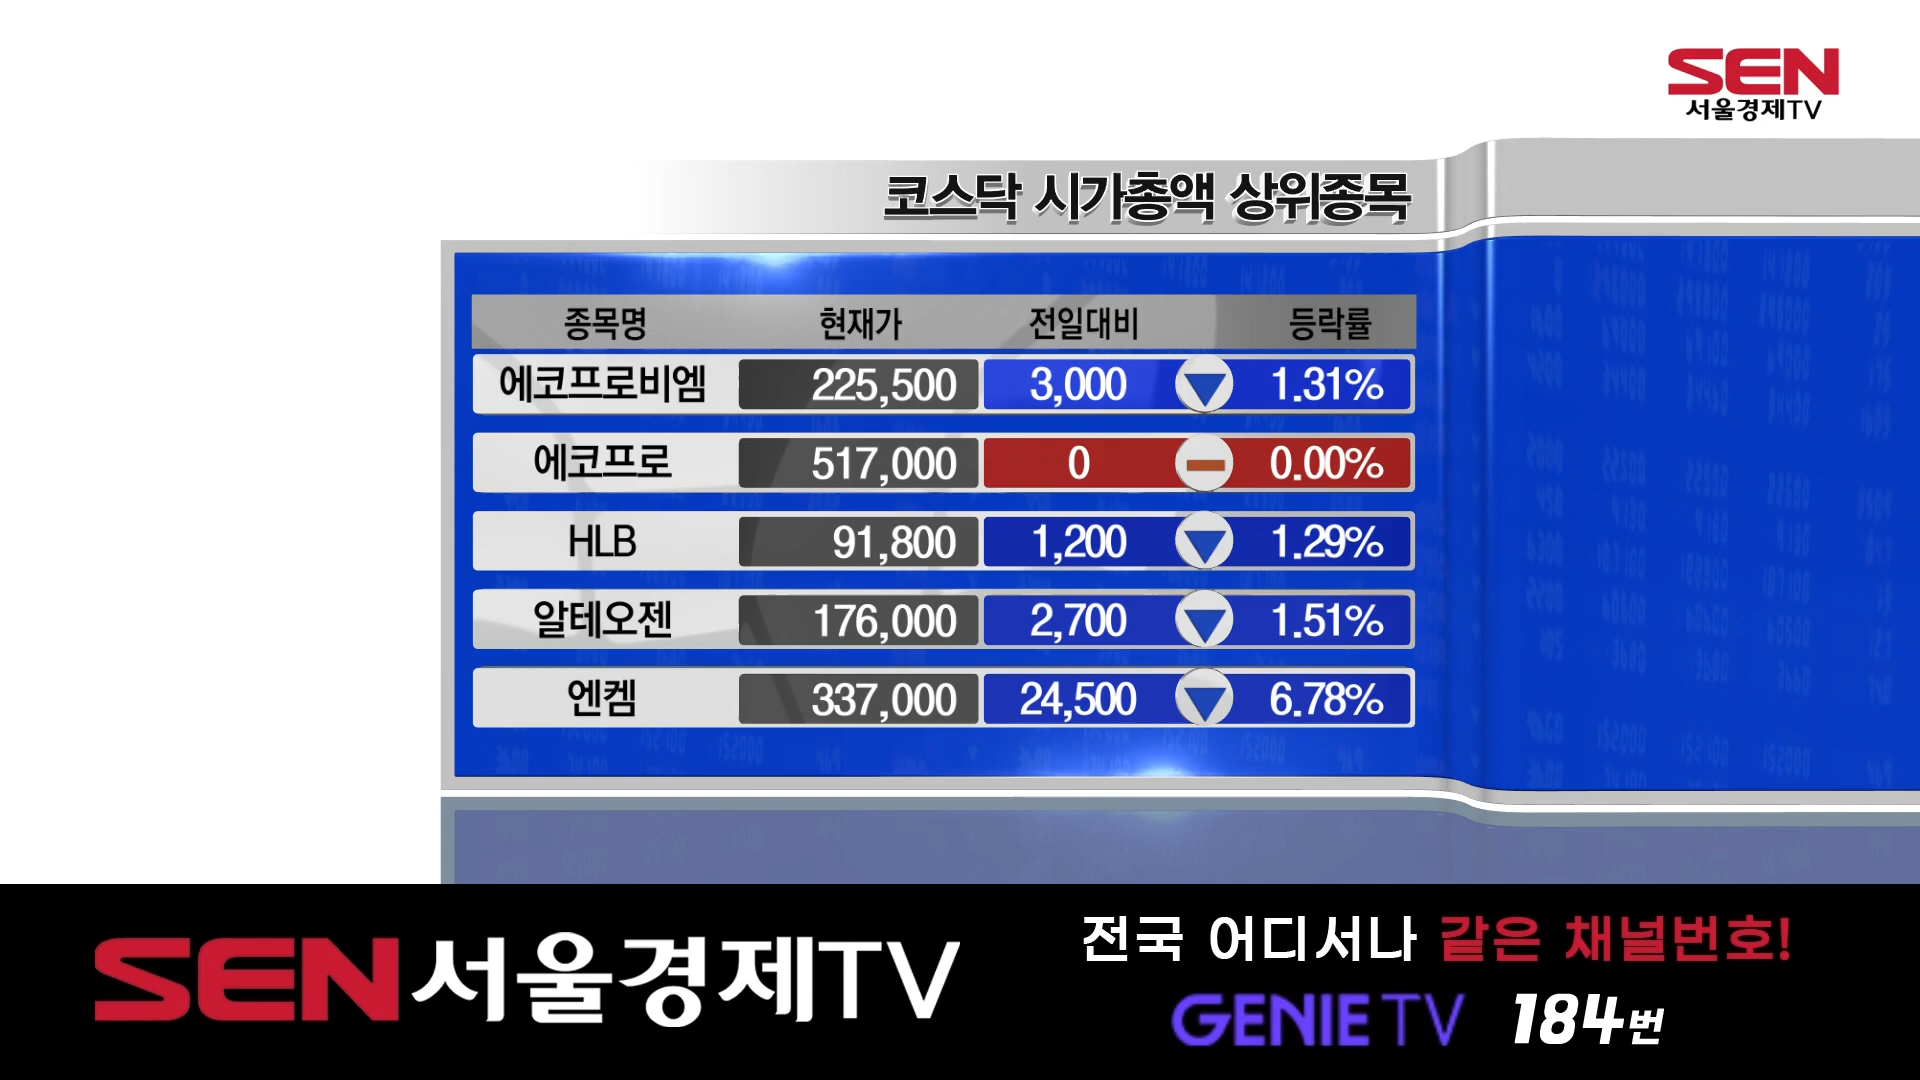 SEN
서울경제TV
코스닥 시가총액 상위종목
종목명 현재가 전일대비 등락률
에코프로비엠 225,500 3,000 ▼ 1.31%
에코프로 517,000 0 - 0.00%
HLB 91,800 1,200 ▼ 1.29%
알테오젠 176,000 2,700 ▼ 1.51%
엔켐 337,000 24,500 ▼ 6.78%
SEN 서울경제TV
전국 어디서나 같은 채널번호!
GENIE TV 184번